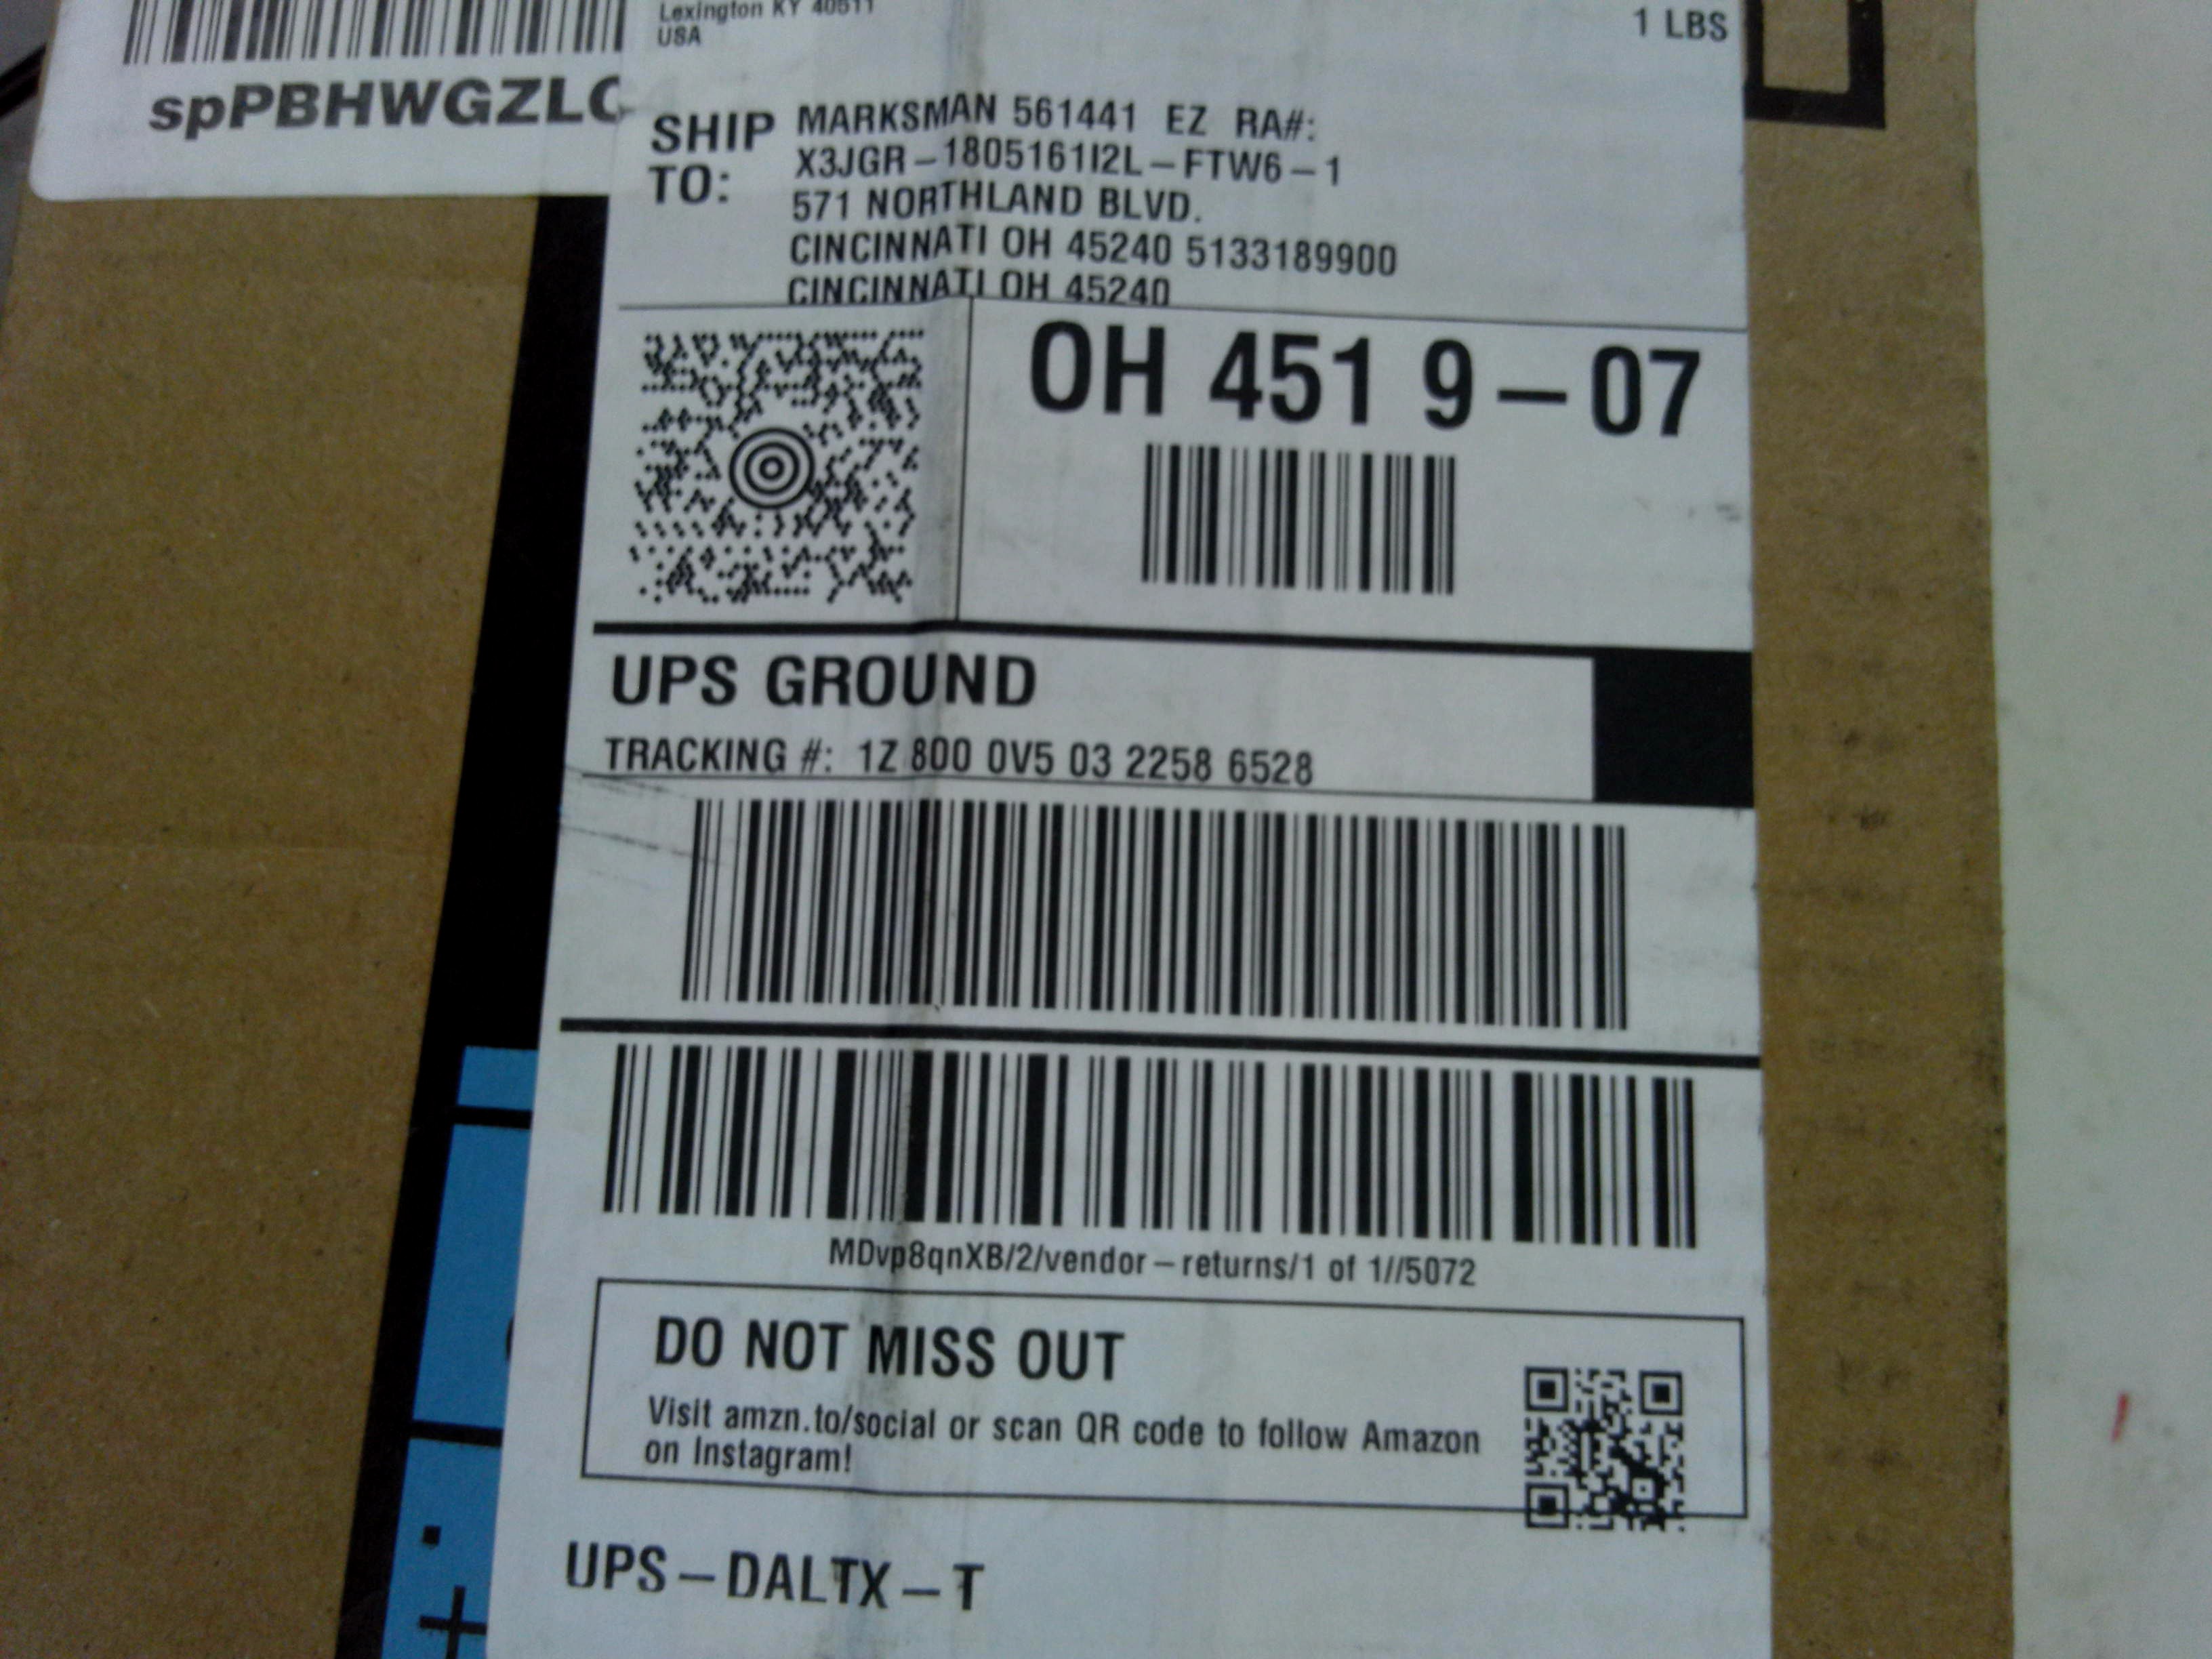 Lexington KY 40511
USA
1 LBS
spPBHWGZLC
SHIP TO:
MARKSMAN 561441 EZ RA#:
X3JGR-1805161I2L-FTW6-1
571 NORTHLAND BLVD.
CINCINNATI OH 45240 5133189900
CINCINNATI OH 45240
OH 451 9-07
UPS GROUND
TRACKING #: 1Z 800 0V5 03 2258 6528
MDvp8qnXB/2/vendor-returns/1 of 1//5072
DO NOT MISS OUT
Visit amzn.to/social or scan QR code to follow Amazon
on Instagram!
UPS-DALTX-T